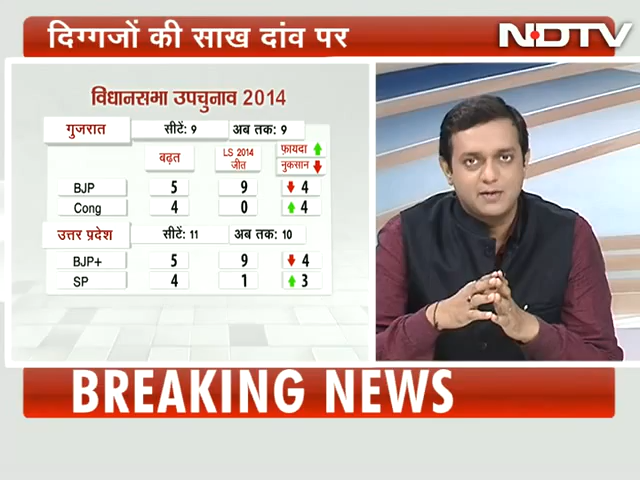 दिग्गजों की साख दांव पर
NDTV
विधानसभा उपचुनाव 2014
गुजरात सीटें: 9 अब तक: 9
बढ़त LS 2014 जीत फ़ायदा नुकसान
BJP 5 9 4
Cong 4 0 4
उत्तर प्रदेश सीटें: 11 अब तक: 10
BJP+ 5 9 4
SP 4 1 3
BREAKING NEWS